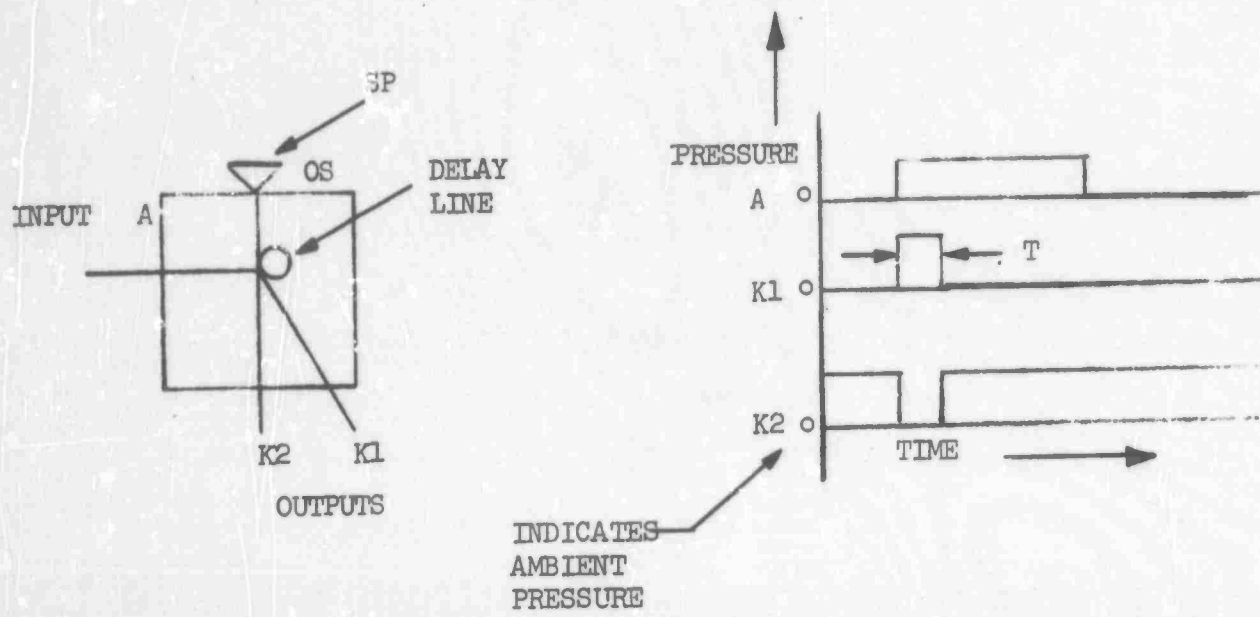 SP
OS
DELAY
LINE
INPUT
A
K2
K1
OUTPUTS
PRESSURE
A o
K1 o
T
K2 o
TIME
INDICATES
AMBIENT
PRESSURE